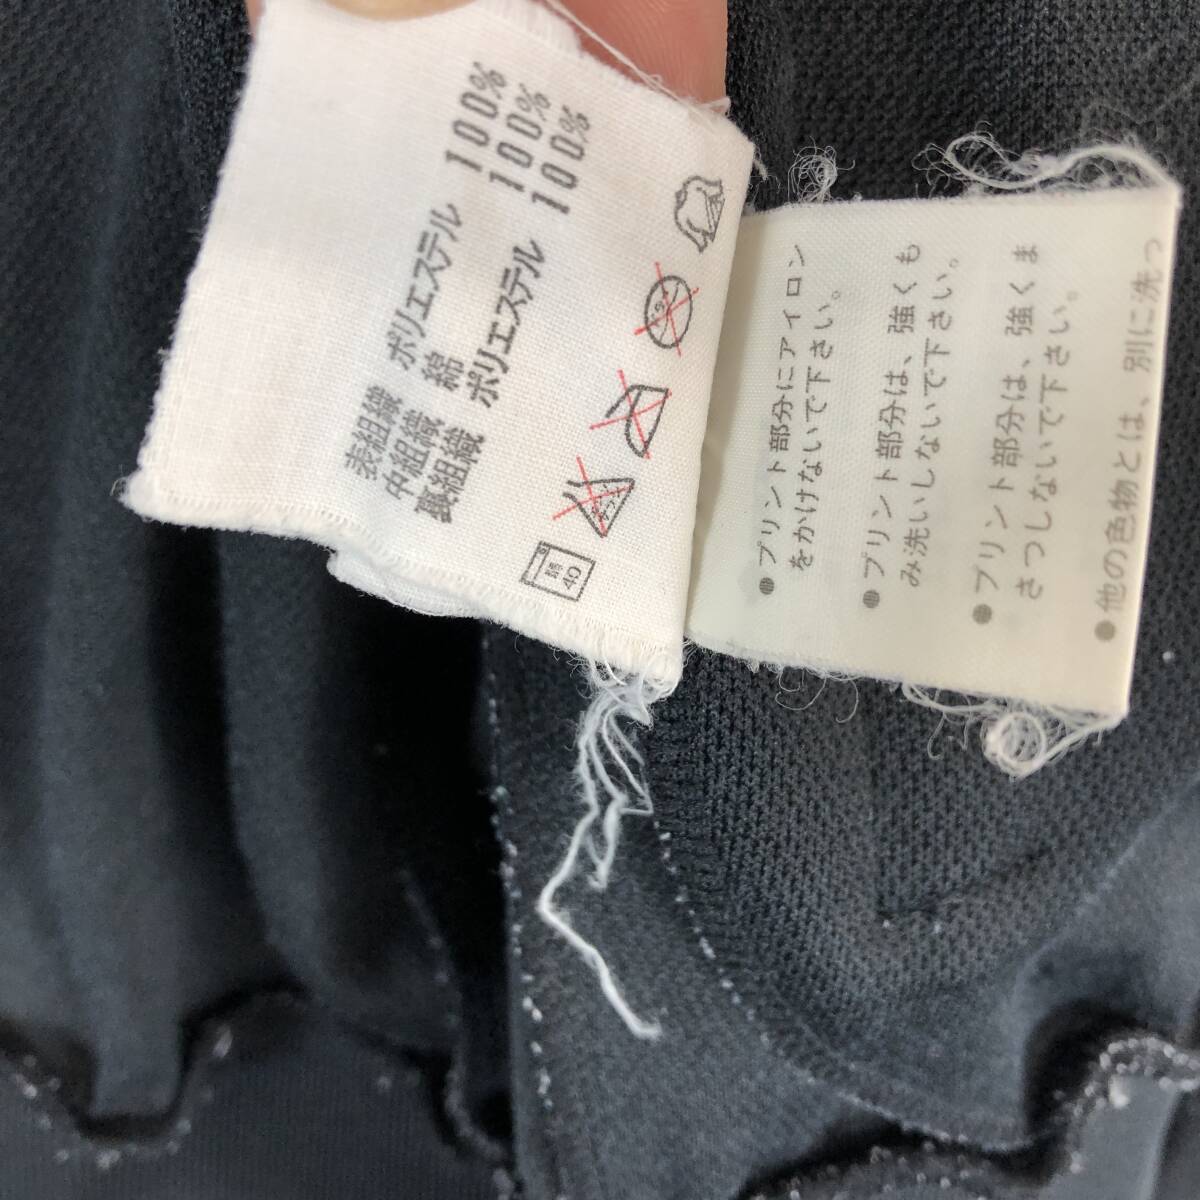 表組織 ポリエステル 100%
中組織 綿 100%
裏組織 ポリエステル 100%
40
●プリント部分にアイロン
をかけないで下さい。
●プリント部分は、強くも
み洗いしないで下さい。
●プリント部分は、強くま
さつしないで下さい。
●他の色物とは、別に洗っ